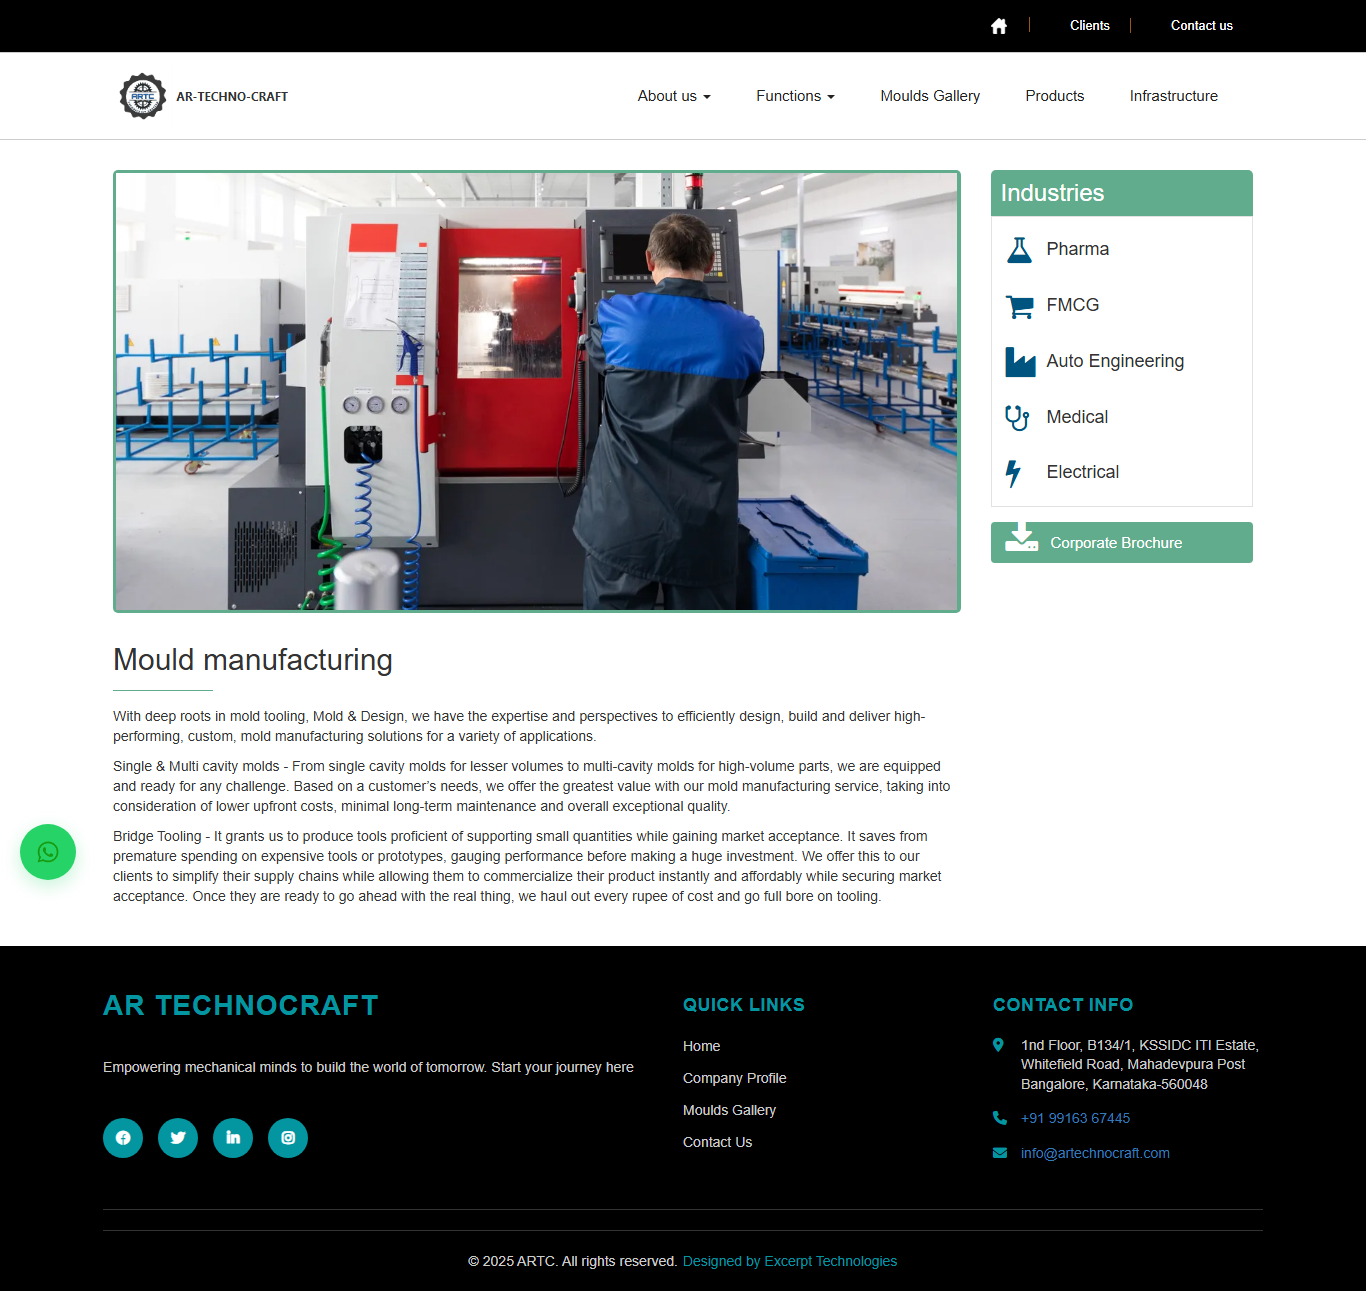 Clients
Contact us
ARTC
AR-TECHNO-CRAFT
About us
Functions
Moulds Gallery
Products
Infrastructure
Industries
Pharma
FMCG
Auto Engineering
Medical
Electrical
Corporate Brochure
Mould manufacturing
With deep roots in mold tooling, Mold & Design, we have the expertise and perspectives to efficiently design, build and deliver high-
performing, custom, mold manufacturing solutions for a variety of applications.
Single & Multi cavity molds - From single cavity molds for lesser volumes to multi-cavity molds for high-volume parts, we are equipped
and ready for any challenge. Based on a customer’s needs, we offer the greatest value with our mold manufacturing service, taking into
consideration of lower upfront costs, minimal long-term maintenance and overall exceptional quality.
Bridge Tooling - It grants us to produce tools proficient of supporting small quantities while gaining market acceptance. It saves from
premature spending on expensive tools or prototypes, gauging performance before making a huge investment. We offer this to our
clients to simplify their supply chains while allowing them to commercialize their product instantly and affordably while securing market
acceptance. Once they are ready to go ahead with the real thing, we haul out every rupee of cost and go full bore on tooling.
AR TECHNOCRAFT
Empowering mechanical minds to build the world of tomorrow. Start your journey here
QUICK LINKS
Home
Company Profile
Moulds Gallery
Contact Us
CONTACT INFO
1nd Floor, B134/1, KSSIDC ITI Estate,
Whitefield Road, Mahadevpura Post
Bangalore, Karnataka-560048
+91 99163 67445
info@artechnocraft.com
© 2025 ARTC. All rights reserved. Designed by Excerpt Technologies